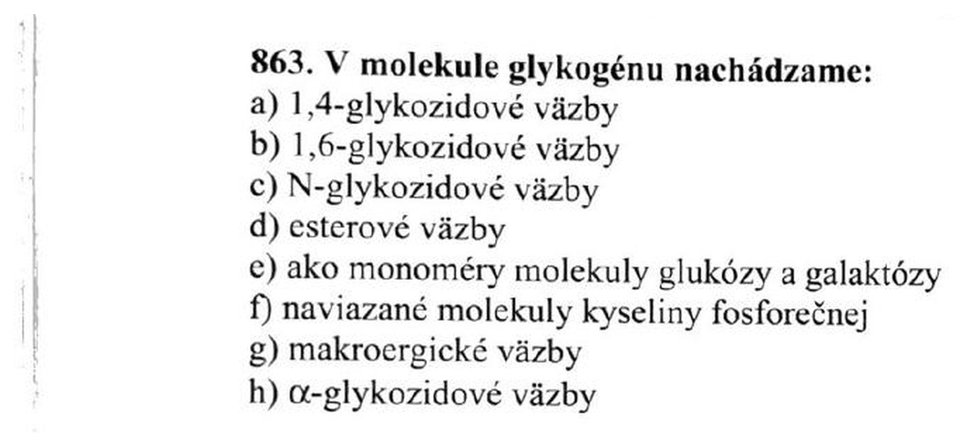 863. V molekule glykogénu nachádzame:
a) 1,4-glykozidové väzby
b) 1,6-glykozidové väzby
c) N-glykozidové väzby
d) esterové väzby
e) ako monoméry molekuly glukózy a galaktózy
f) naviazané molekuly kyseliny fosforečnej
g) makroergické väzby
h) α-glykozidové väzby